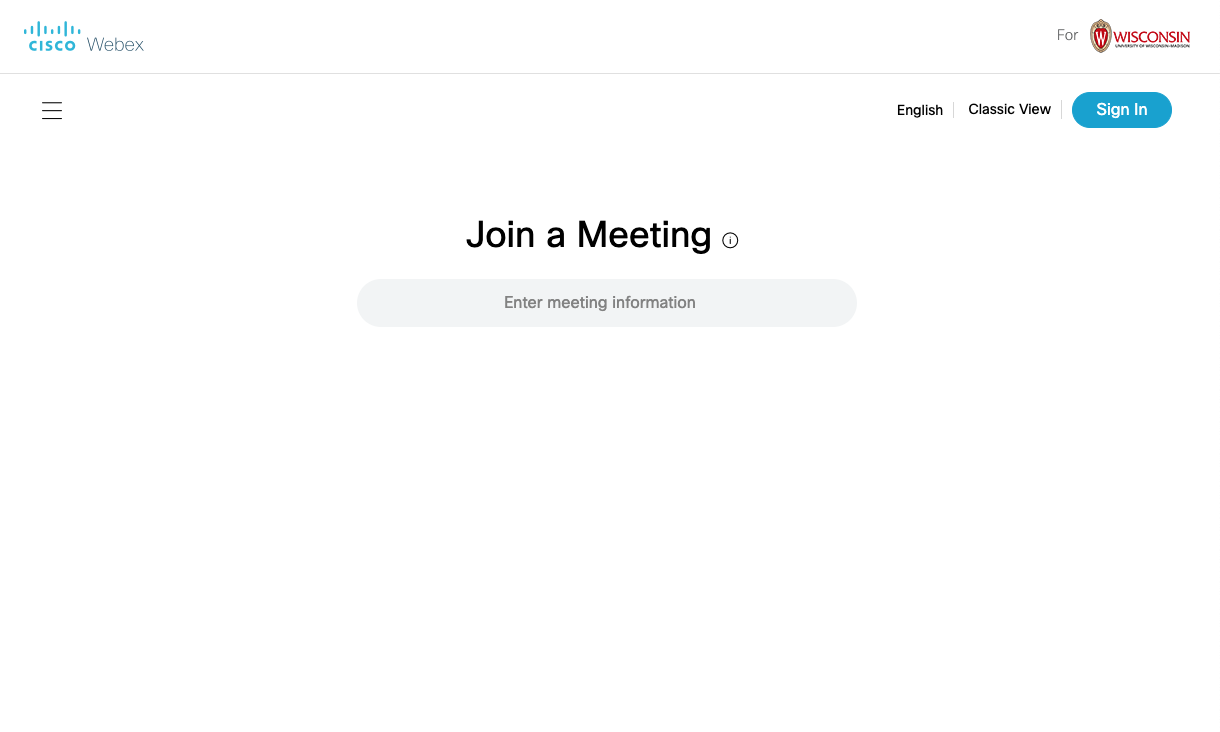 CISCO Webex
For WISCONSIN
UNIVERSITY OF WISCONSIN-MADISON
English
Classic View
Sign In
Join a Meeting
Enter meeting information